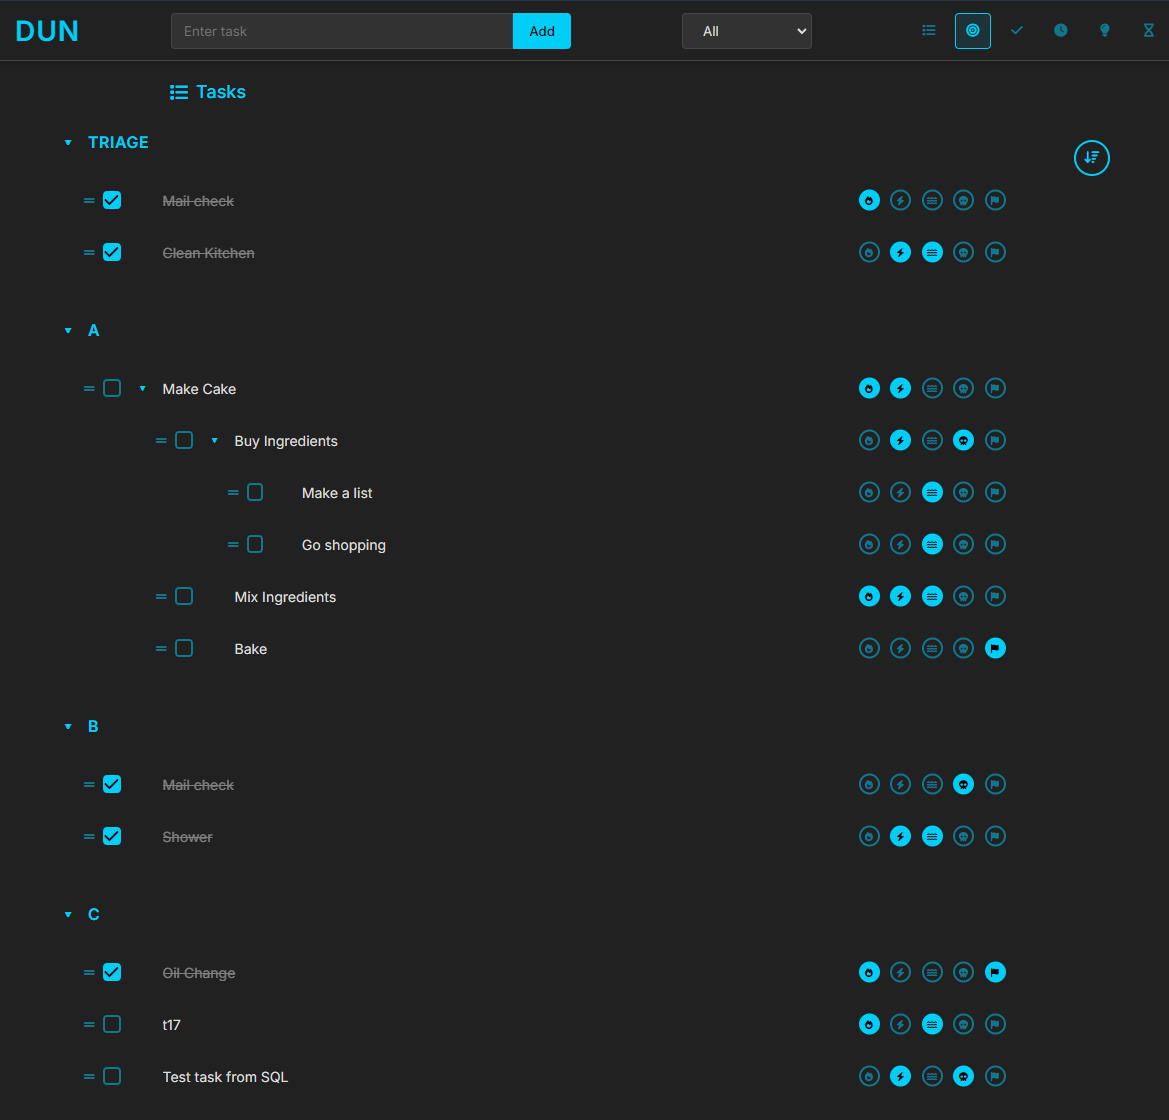 DUN
Enter task
Add
All
Tasks
TRIAGE
Mail check
Clean Kitchen
A
Make Cake
Buy Ingredients
Make a list
Go shopping
Mix Ingredients
Bake
B
Mail check
Shower
C
Oil Change
t17
Test task from SQL